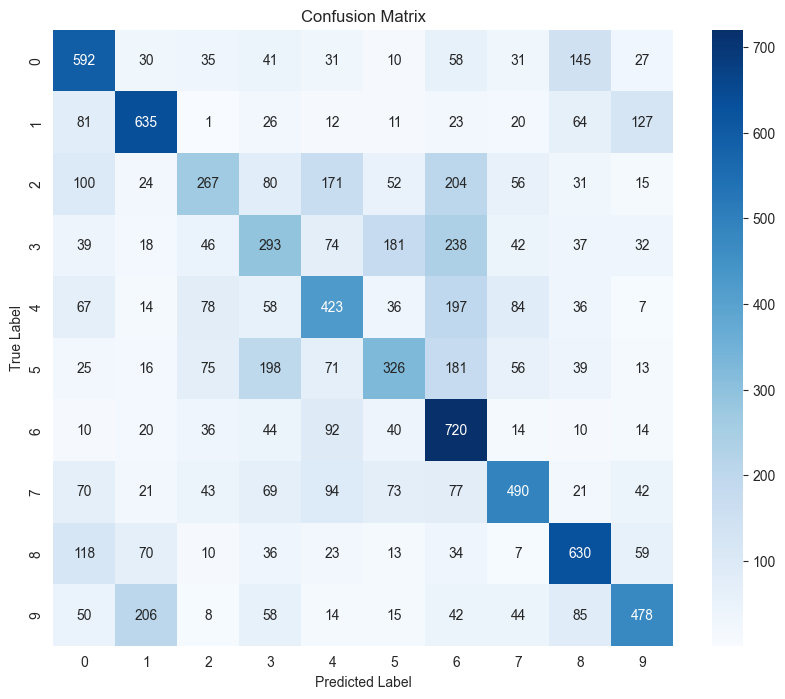 Confusion Matrix
0 592 30 35 41 31 10 58 31 145 27
1 81 635 1 26 12 11 23 20 64 127
2 100 24 267 80 171 52 204 56 31 15
3 39 18 46 293 74 181 238 42 37 32
4 67 14 78 58 423 36 197 84 36 7
5 25 16 75 198 71 326 181 56 39 13
6 10 20 36 44 92 40 720 14 10 14
7 70 21 43 69 94 73 77 490 21 42
8 118 70 10 36 23 13 34 7 630 59
9 50 206 8 58 14 15 42 44 85 478
0 1 2 3 4 5 6 7 8 9
Predicted Label
True Label
700
600
500
400
300
200
100